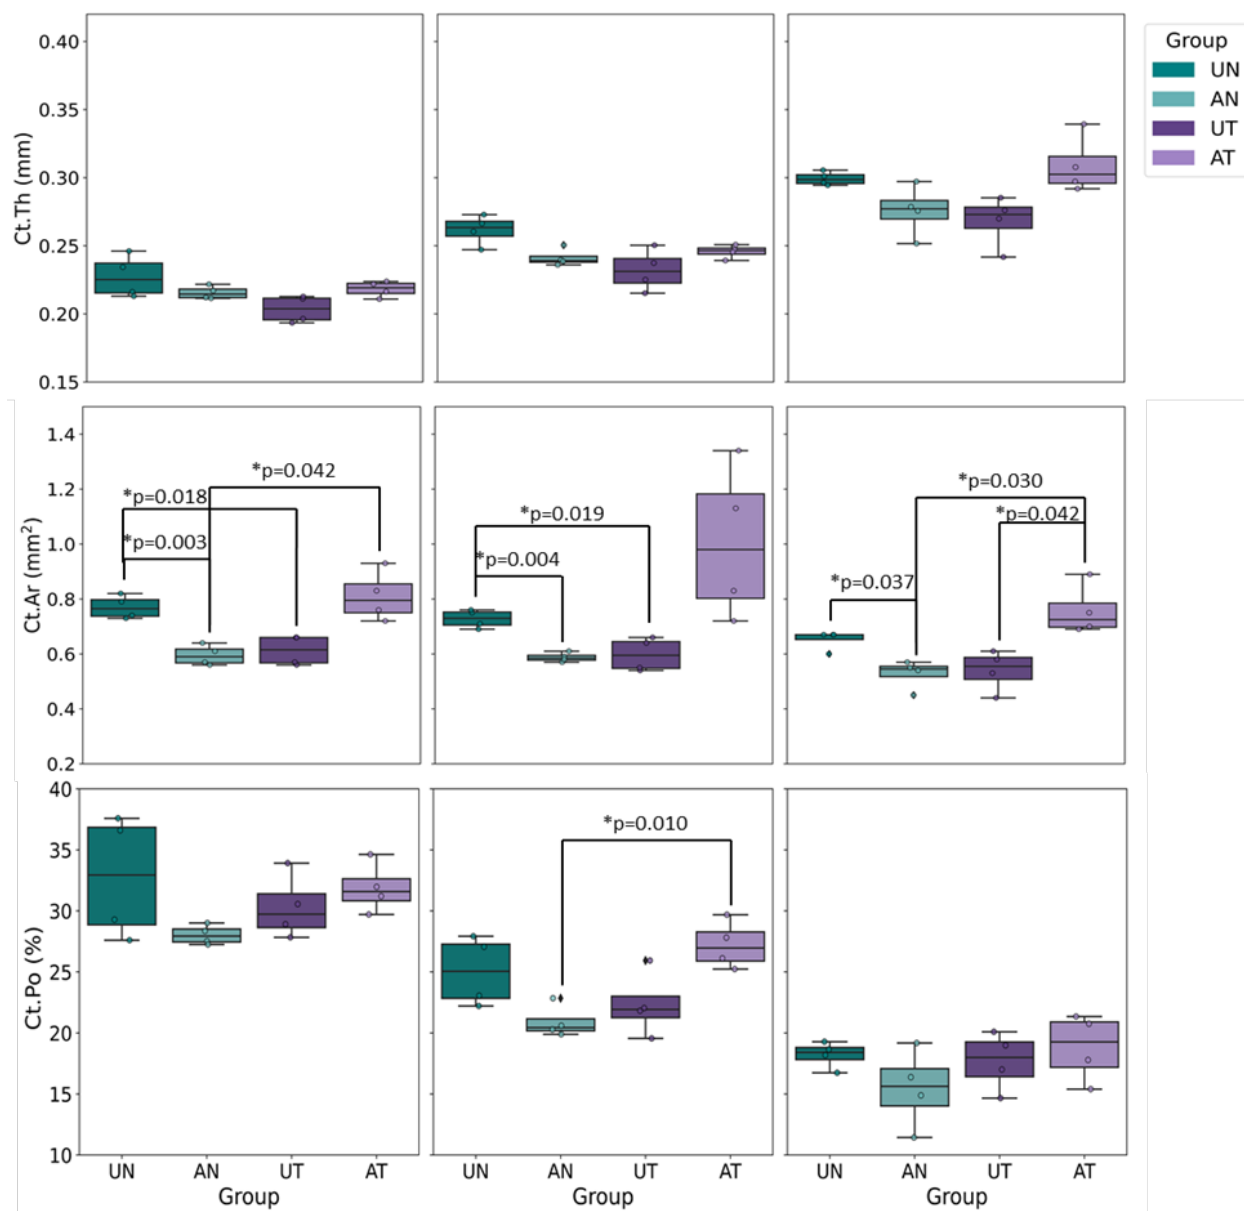 Group
UN
AN
UT
AT
Ct.Th (mm)
0.40
0.35
0.30
0.25
0.20
0.15
Ct.Ar (mm²)
1.4
1.2
1.0
0.8
0.6
0.4
0.2
*p=0.042
*p=0.018
*p=0.003
*p=0.019
*p=0.004
*p=0.030
*p=0.042
*p=0.037
Ct.Po (%)
40
35
30
25
20
15
10
*p=0.010
UN AN UT AT
Group
UN AN UT AT
Group
UN AN UT AT
Group